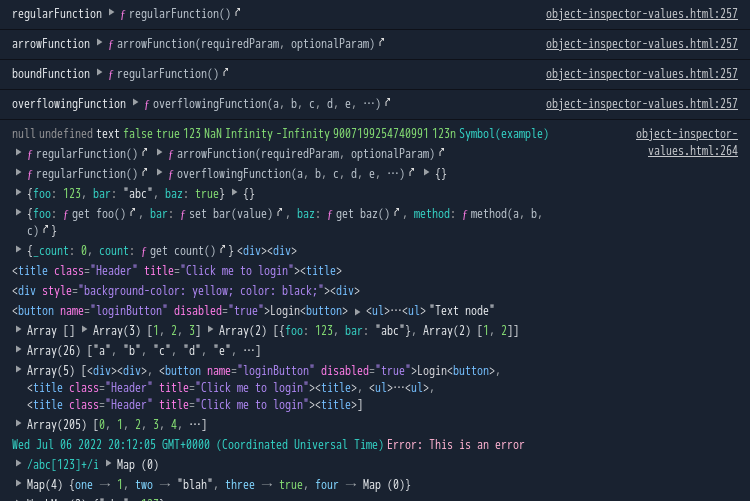 regularFunction ƒ regularFunction() object-inspector-values.html:257
arrowFunction ƒ arrowFunction(requiredParam, optionalParam) object-inspector-values.html:257
boundFunction ƒ regularFunction() object-inspector-values.html:257
overflowingFunction ƒ overflowingFunction(a, b, c, d, e, …) object-inspector-values.html:257
null undefined text false true 123 NaN Infinity -Infinity 9007199254740991 123n Symbol(example) object-inspector-
values.html:264
ƒ regularFunction() ƒ arrowFunction(requiredParam, optionalParam)
ƒ regularFunction() ƒ overflowingFunction(a, b, c, d, e, …) {}
{foo: 123, bar: "abc", baz: true} {}
{foo: ƒ get foo(), bar: ƒ set bar(value), baz: ƒ get baz(), method: ƒ method(a, b,
c)}
{_count: 0, count: ƒ get count()} <div><div>
<title class="Header" title="Click me to login"><title>
<div style="background-color: yellow; color: black;"><div>
<button name="loginButton" disabled="true">Login<button> <ul>…<ul> "Text node"
Array [] Array(3) [1, 2, 3] Array(2) [{foo: 123, bar: "abc"}, Array(2) [1, 2]]
Array(26) ["a", "b", "c", "d", "e", …]
Array(5) [<div><div>, <button name="loginButton" disabled="true">Login<button>,
<title class="Header" title="Click me to login"><title>, <ul>…<ul>,
<title class="Header" title="Click me to login"><title>]
Array(205) [0, 1, 2, 3, 4, …]
Wed Jul 06 2022 20:12:05 GMT+0000 (Coordinated Universal Time) Error: This is an error
/abc[123]+/i Map (0)
Map(4) {one → 1, two → "blah", three → true, four → Map (0)}